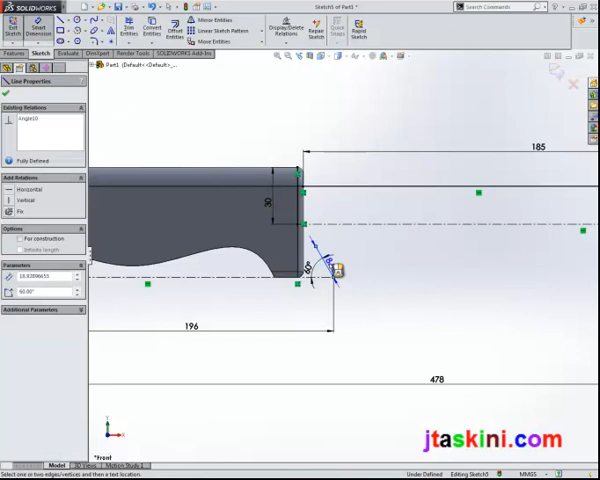 SOLIDWORKS
Sketch5 of Part1
Search Commands
Exit Sketch
Smart Dimension
Trim Entities
Convert Entities
Offset Entities
Mirror Entities
Linear Sketch Pattern
Move Entities
Display/Delete Relations
Repair Sketch
Quick Snaps
Rapid Sketch
Features
Sketch
Evaluate
DimXpert
Render Tools
SOLIDWORKS Add-Ins
Part1 (Default<<Default>_...
Line Properties
Existing Relations
Angle10
Fully Defined
Add Relations
Horizontal
Vertical
Fix
Options
For construction
Infinite length
Parameters
18.92896655
60.00°
Additional Parameters
185
30
60°
196
478
Y
X
*Front
jtaskini.com
Model
3D Views
Motion Study 1
Select one or two edges/vertices and then a text location.
Under Defined
Editing Sketch5
MMGS